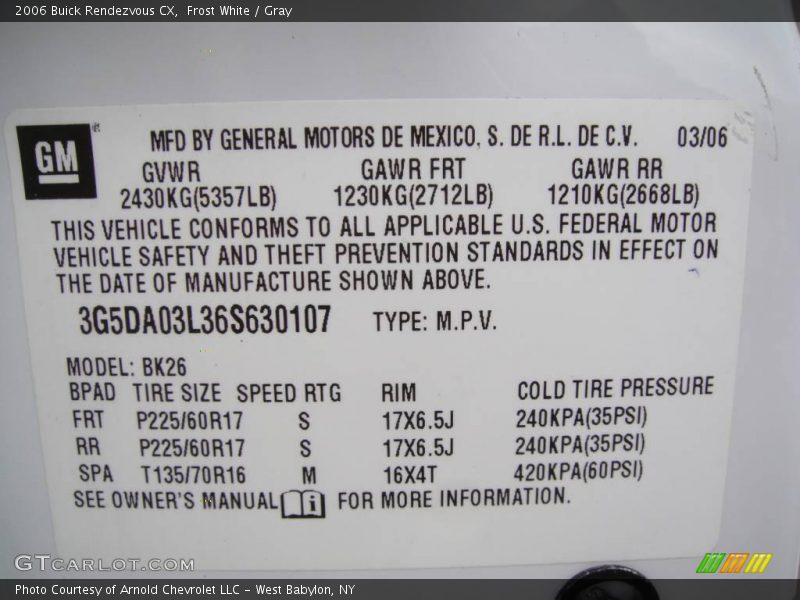 2006 Buick Rendezvous CX,  Frost White / Gray
GM
MFD BY GENERAL MOTORS DE MEXICO, S. DE R.L. DE C.V. 03/06
GVWR GAWR FRT GAWR RR
2430KG(5357LB) 1230KG(2712LB) 1210KG(2668LB)
THIS VEHICLE CONFORMS TO ALL APPLICABLE U.S. FEDERAL MOTOR
VEHICLE SAFETY AND THEFT PREVENTION STANDARDS IN EFFECT ON
THE DATE OF MANUFACTURE SHOWN ABOVE.
3G5DA03L36S630107 TYPE: M.P.V.
MODEL: BK26
BPAD TIRE SIZE SPEED RTG RIM COLD TIRE PRESSURE
FRT P225/60R17 S 17X6.5J 240KPA(35PSI)
RR P225/60R17 S 17X6.5J 240KPA(35PSI)
SPA T135/70R16 M 16X4T 420KPA(60PSI)
SEE OWNER'S MANUAL i FOR MORE INFORMATION.
GTCARLOT.COM
Photo Courtesy of Arnold Chevrolet LLC - West Babylon, NY